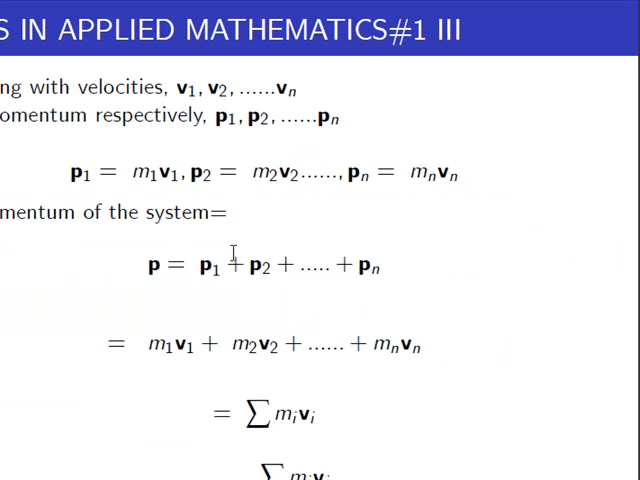 S IN APPLIED MATHEMATICS#1 III
ng with velocities, v₁, v₂, ......vₙ
omentum respectively, p₁, p₂, ......pₙ
p₁ = m₁v₁, p₂ = m₂v₂......, pₙ = mₙvₙ
mentum of the system=
p = p₁ + p₂ + ..... + pₙ
= m₁v₁ + m₂v₂ + ...... + mₙvₙ
= ∑ mᵢvᵢ
∑ mᵢvᵢ